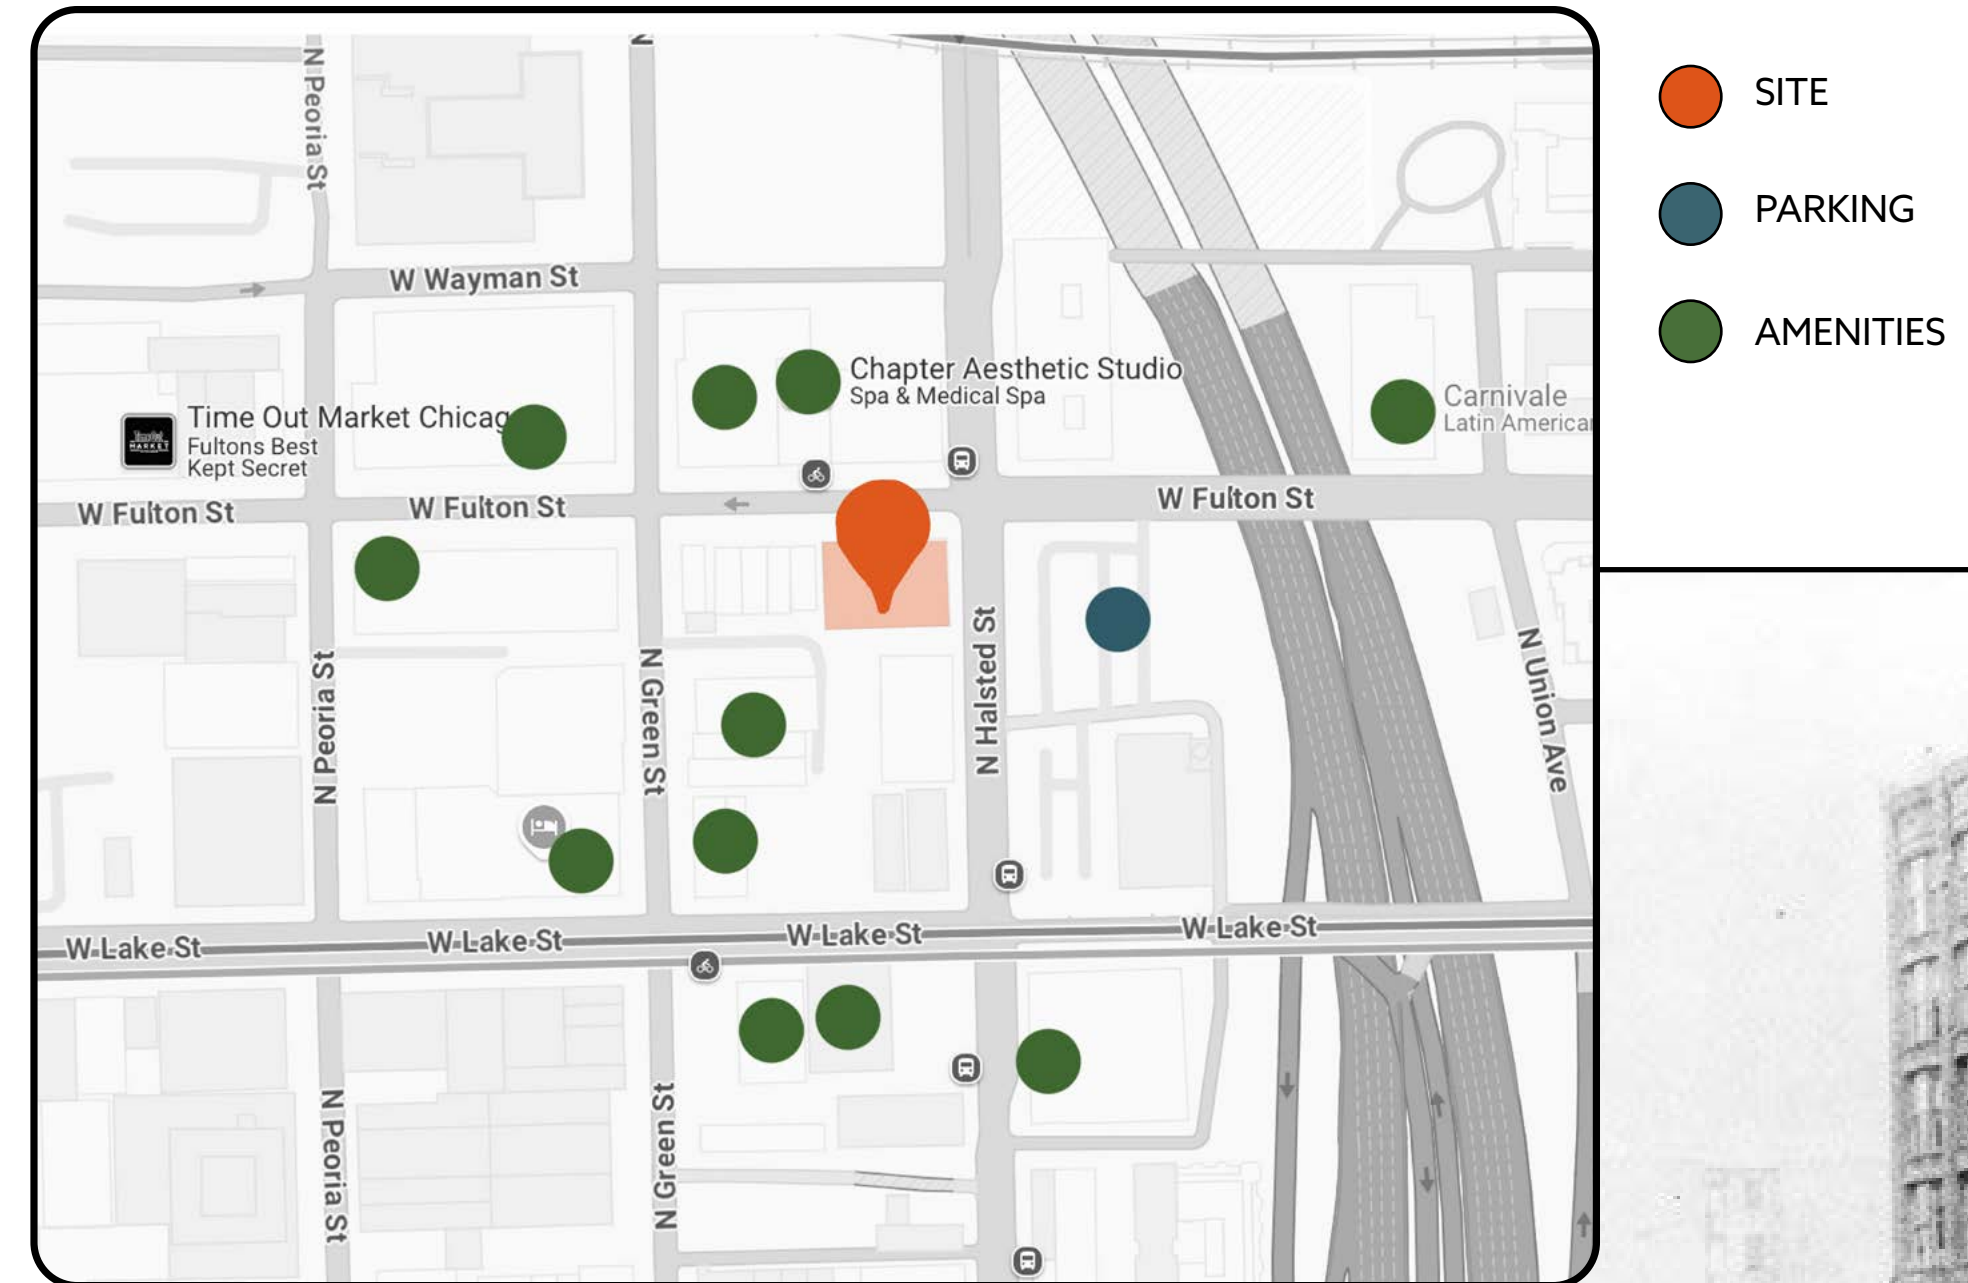 N Peoria St
N
SITE
PARKING
AMENITIES
W Wayman St
Chapter Aesthetic Studio
Spa & Medical Spa
Carnivale
Latin America
TimeOut
MARKET
Time Out Market Chicag
Fultons Best
Kept Secret
W Fulton St
W Fulton St
W Fulton St
N Peoria St
N Green St
N Halsted St
N Union Ave
W Lake St
W Lake St
W Lake St
W Lake St
N Peoria St
N Green St